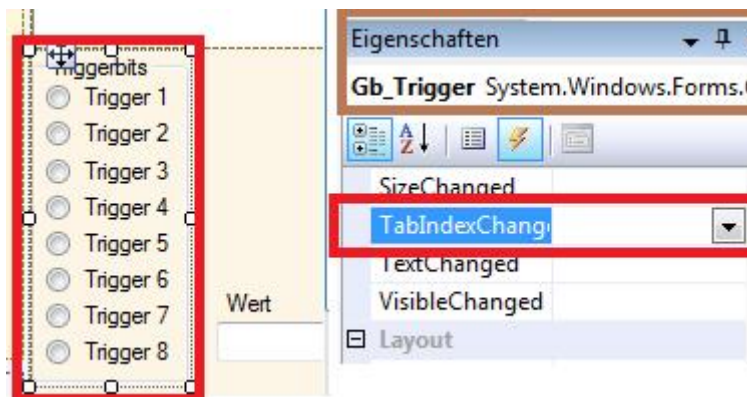 Triggerbits
Trigger 1
Trigger 2
Trigger 3
Trigger 4
Trigger 5
Trigger 6
Trigger 7
Trigger 8
Wert
Eigenschaften
Gb_Trigger System.Windows.Forms.
SizeChanged
TabIndexChang
TextChanged
VisibleChanged
Layout